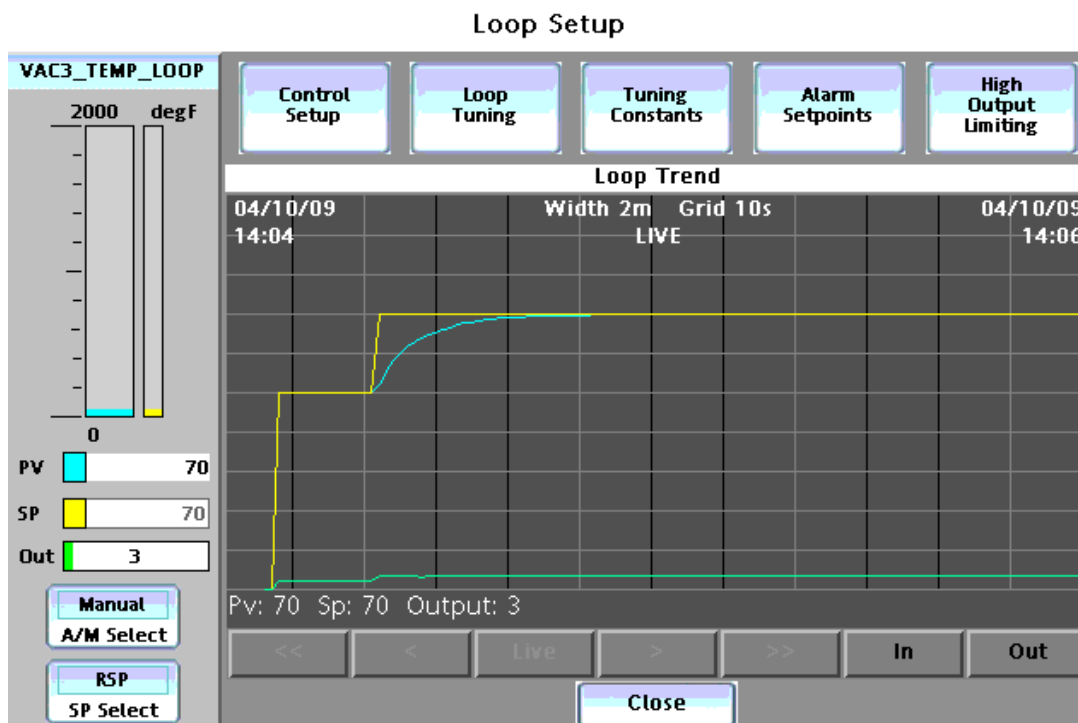 Loop Setup
VAC3_TEMP_LOOP
2000 degF
0
PV 70
SP 70
Out 3
Manual
A/M Select
RSP
SP Select
Control
Setup
Loop
Tuning
Tuning
Constants
Alarm
Setpoints
High
Output
Limiting
Loop Trend
04/10/09 Width 2m Grid 10s 04/10/09
14:04 LIVE 14:06
Pv: 70 Sp: 70 Output: 3
<< < Live > >> In Out
Close